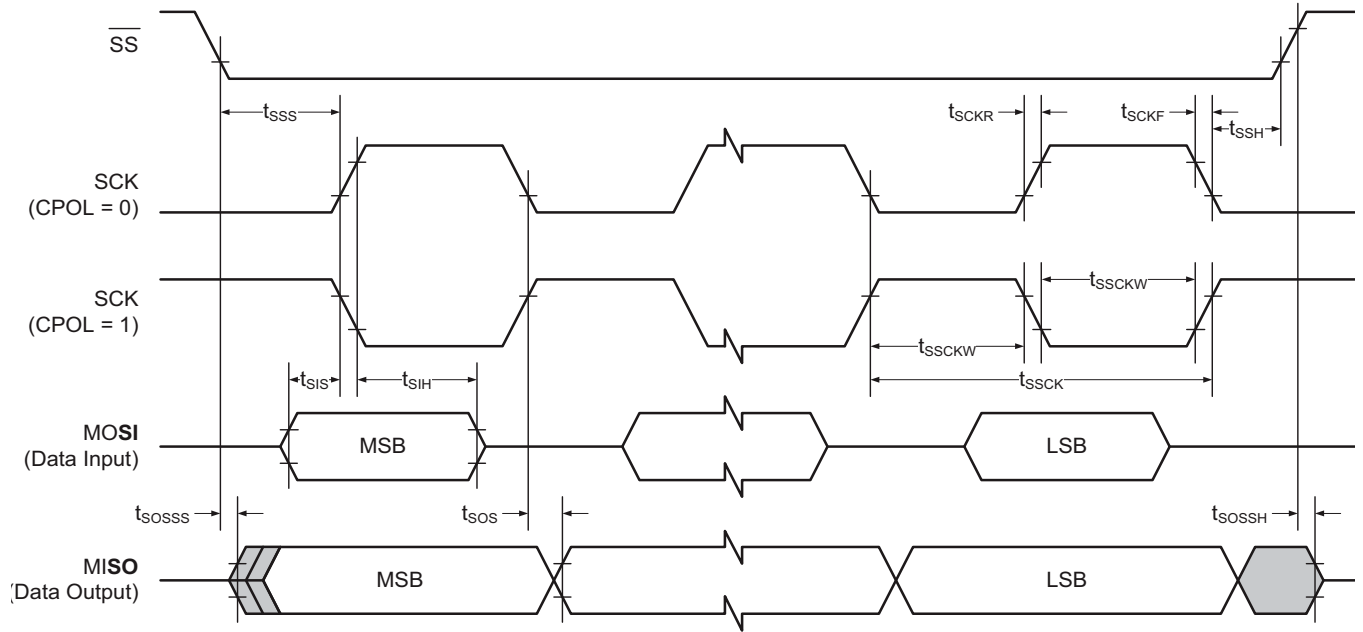 SS
tSSS
tSCKR
tSCKF
tSSH
SCK
(CPOL = 0)
SCK
(CPOL = 1)
tSSCKW
tSSCKW
tSSCK
tSIS
tSIH
MOSI
(Data Input)
MSB
LSB
tSOSSS
tSOS
tSOSSH
MISO
(Data Output)
MSB
LSB